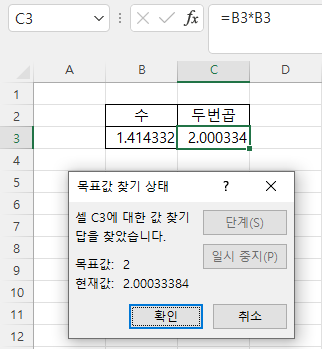 C3 fx =B3*B3
A B C D
1
2 수 두번곱
3 1.414332 2.000334
4
5
6
7
8
9
10
11
12
목표값 찾기 상태 ? ×
셀 C3에 대한 값 찾기
답을 찾았습니다.
단계(S)
목표값: 2
일시 중지(P)
현재값: 2.00033384
확인 취소